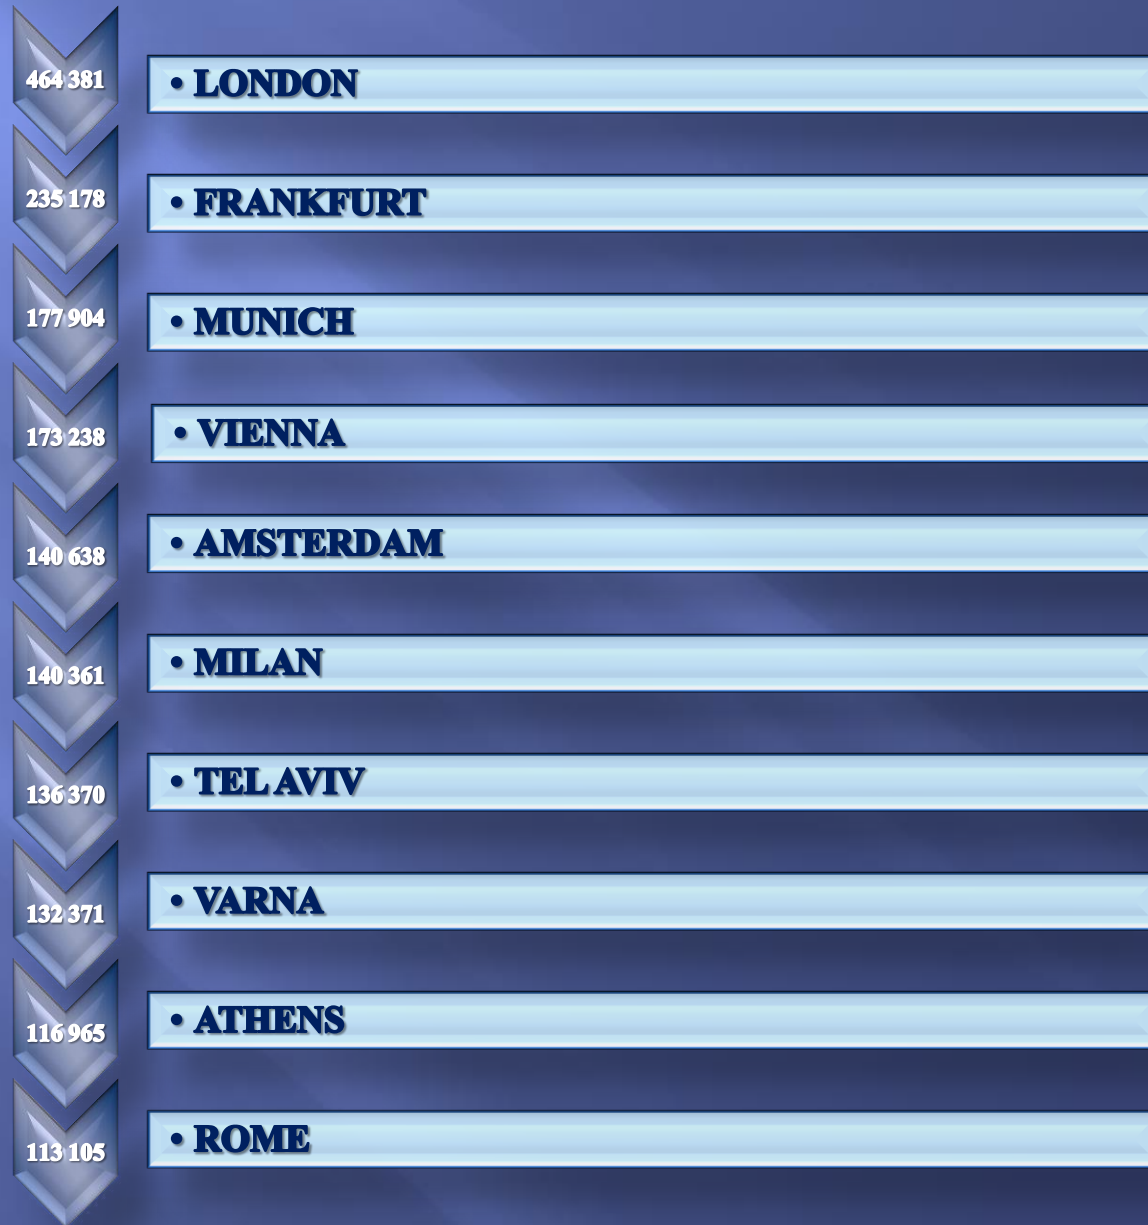 464 381
• LONDON
235 178
• FRANKFURT
177 904
• MUNICH
173 238
• VIENNA
140 638
• AMSTERDAM
140 361
• MILAN
136 370
• TEL AVIV
132 371
• VARNA
116 965
• ATHENS
113 105
• ROME